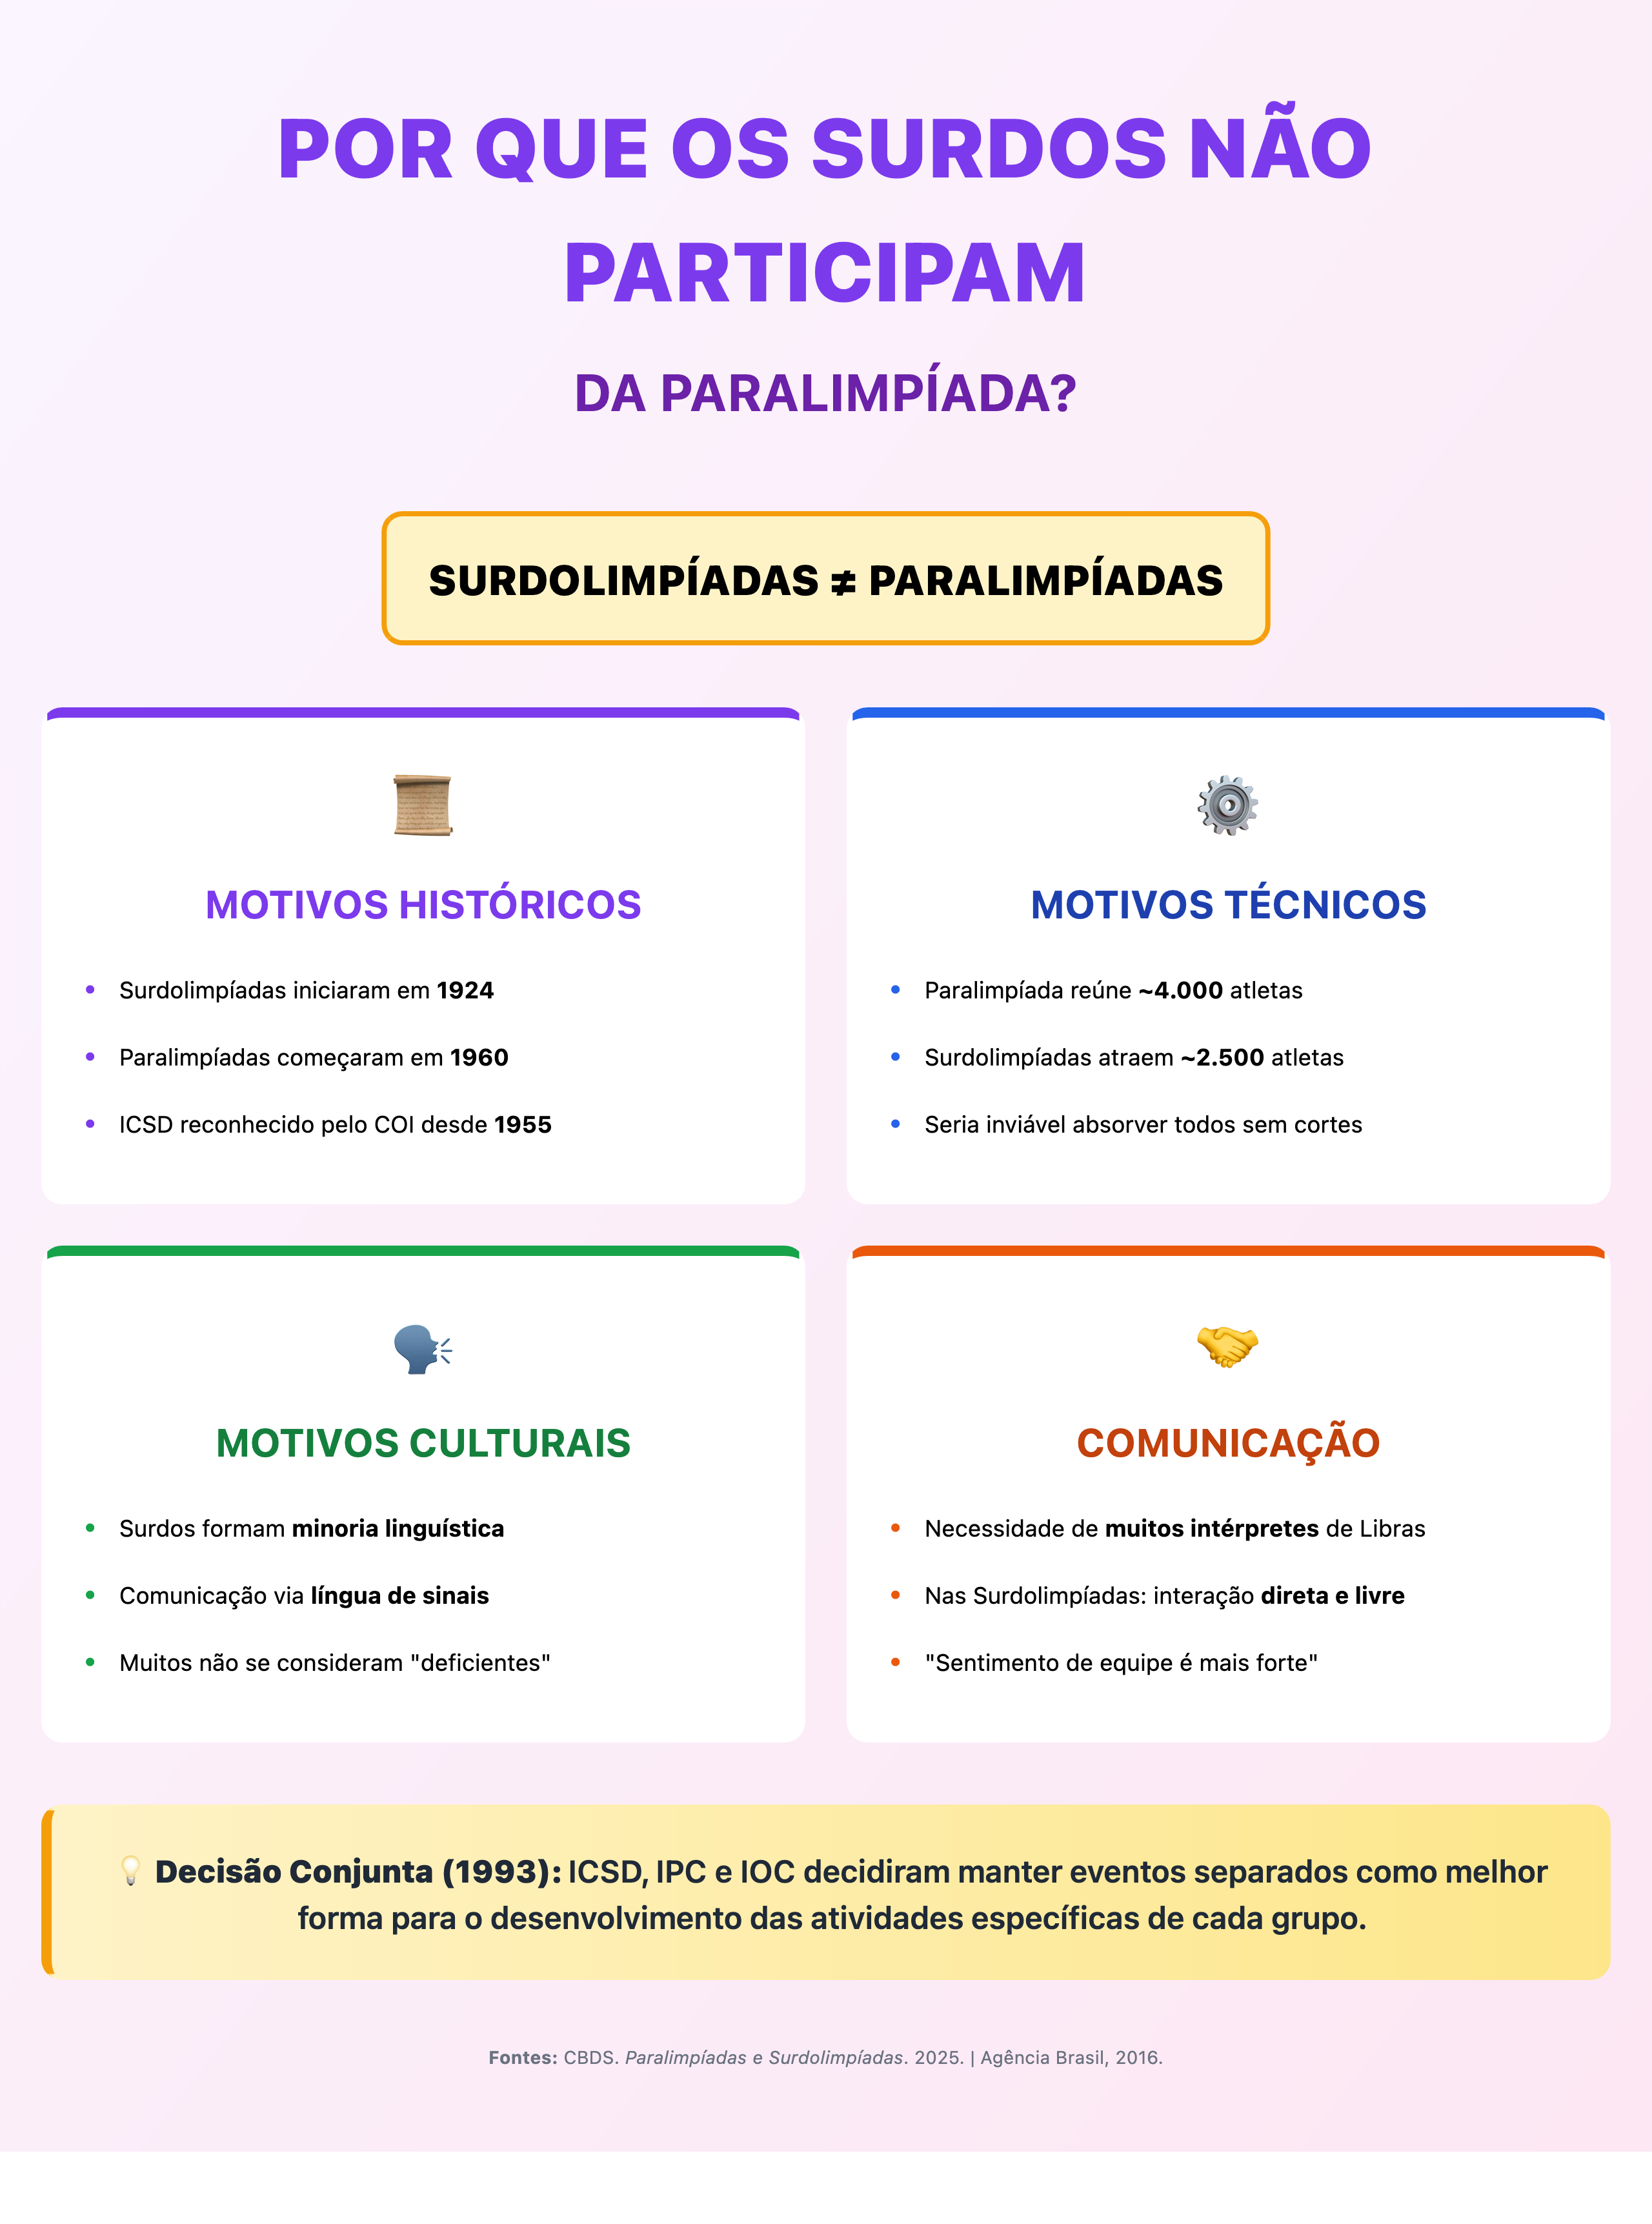 POR QUE OS SURDOS NÃO
PARTICIPAM
DA PARALIMPÍADA?
SURDOLIMPÍADAS ≠ PARALIMPÍADAS
MOTIVOS HISTÓRICOS
• Surdolimpíadas iniciaram em 1924
• Paralimpíadas começaram em 1960
• ICSD reconhecido pelo COI desde 1955
MOTIVOS TÉCNICOS
• Paralimpíada reúne ~4.000 atletas
• Surdolimpíadas atraem ~2.500 atletas
• Seria inviável absorver todos sem cortes
MOTIVOS CULTURAIS
• Surdos formam minoria linguística
• Comunicação via língua de sinais
• Muitos não se consideram "deficientes"
COMUNICAÇÃO
• Necessidade de muitos intérpretes de Libras
• Nas Surdolimpíadas: interação direta e livre
• "Sentimento de equipe é mais forte"
💡 Decisão Conjunta (1993): ICSD, IPC e IOC decidiram manter eventos separados como melhor
forma para o desenvolvimento das atividades específicas de cada grupo.
Fontes: CBDS. Paralimpíadas e Surdolimpíadas. 2025. | Agência Brasil, 2016.